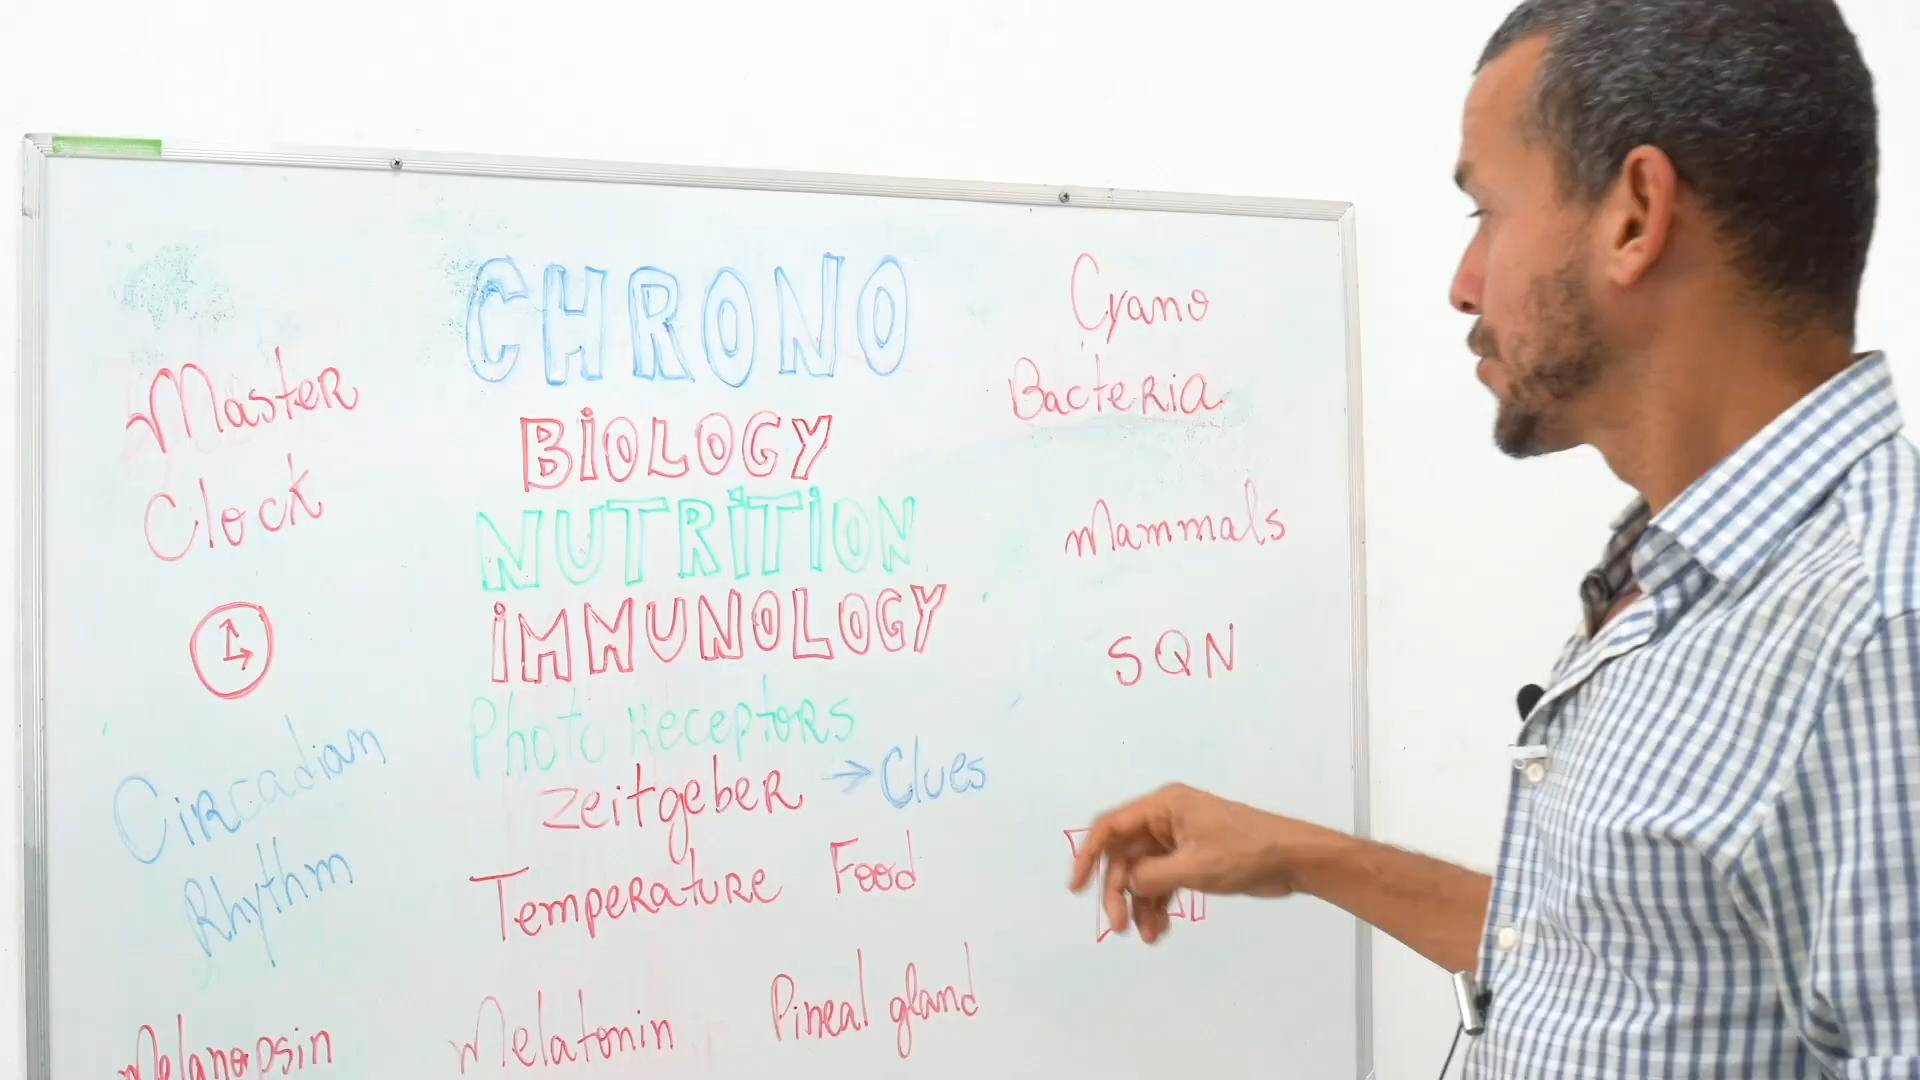 Master
Clock
Circadian
Rhythm
Melanopsin
CHRONO
BiOLOGY
NUTRiTiON
iMMUNOLOGY
Photo Receptors
Zeitgeber → Clues
Temperature Food
Melatonin Pineal gland
Cyano
Bacteria
Mammals
SQN